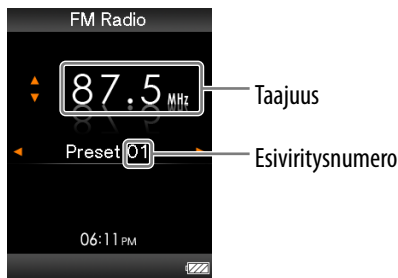 FM Radio
87.5 MHz
Taajuus
Preset 01
Esiviritysnumero
06:11 PM